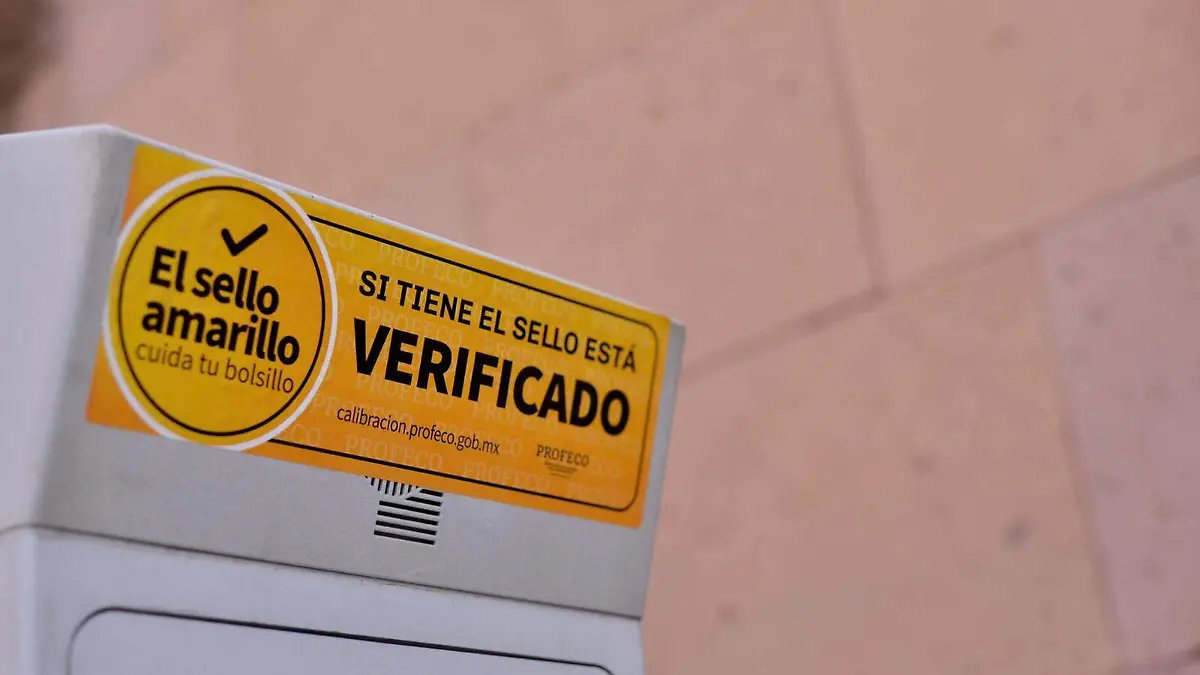 El sello
amarillo
cuida tu bolsillo
SI TIENE EL SELLO ESTÁ
VERIFICADO
calibracion.profeco.gob.mx
PROFECO